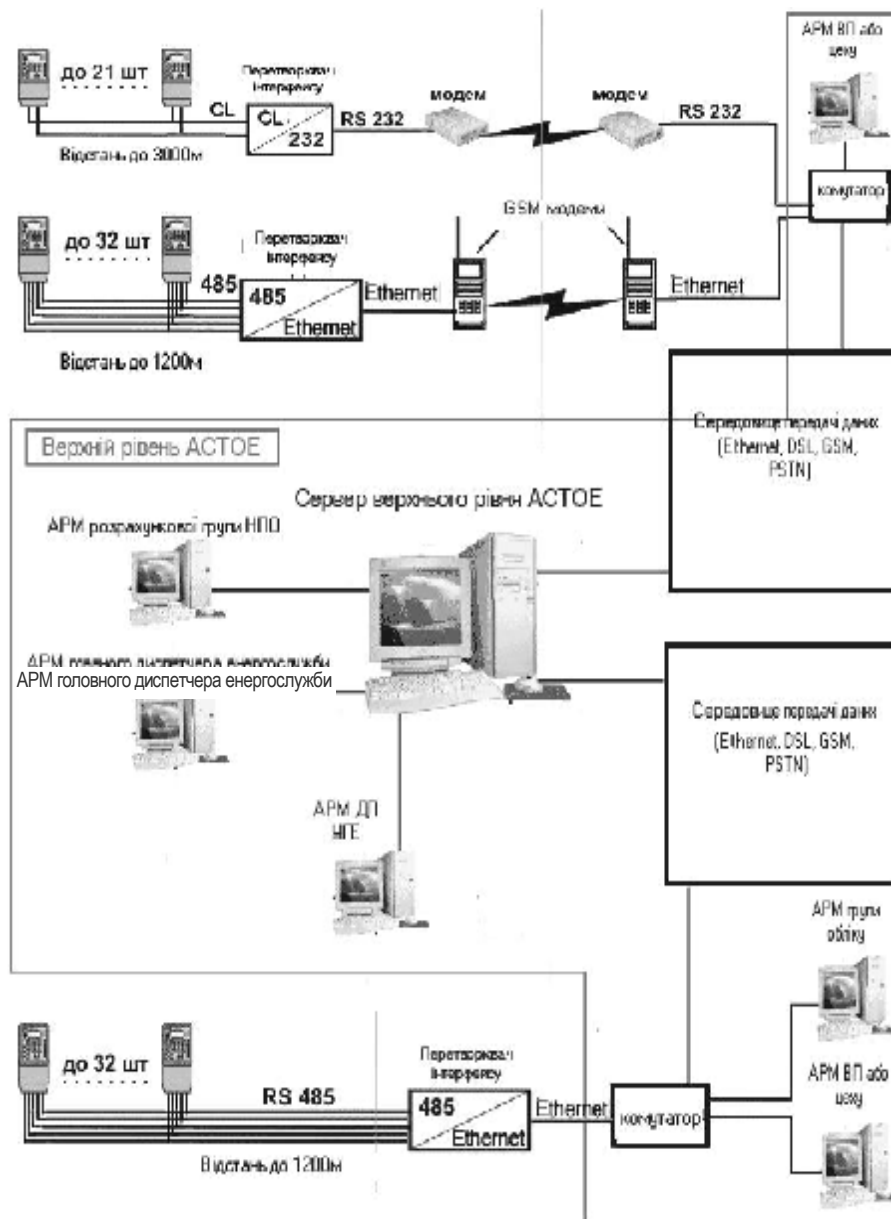 АРМ ВП або
цеху
до 21 шт
Перетворювач
інтерфейсу
CL
CL
232
RS 232
модем
модем
RS 232
Відстань до 3000м
комутатор
GSM модеми
до 32 шт
Перетворювач
інтерфейсу
485
485
Ethernet
Ethernet
Ethernet
Відстань до 1200м
Середовище передачі даних
(Ethernet, DSL, GSM,
PSTN)
Верхній рівень АСТОЕ
Сервер верхнього рівня АСТОЕ
АРМ розрахункової групи НПО
АРМ головного диспетчера енергослужби
АРМ головного диспетчера енергослужби
Середовище передачі даних
(Ethernet, DSL, GSM,
PSTN)
АРМ ДП
АРМ групи
обліку
до 32 шт
Перетворювач
інтерфейсу
RS 485
485
Ethernet
Ethernet
комутатор
АРМ ВП або
цеху
Відстань до 1200м